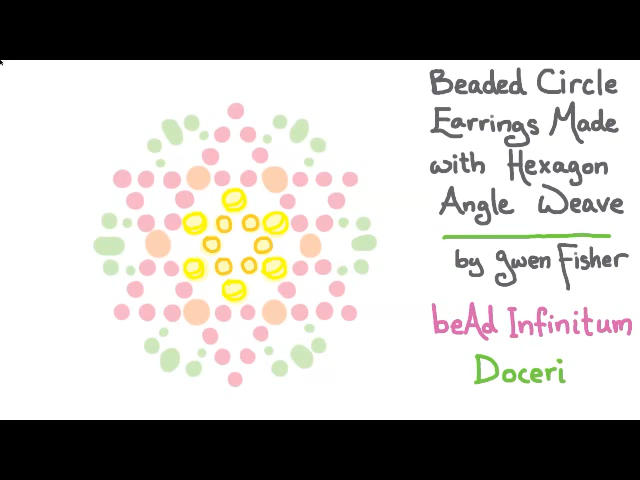 Beaded Circle
Earrings Made
with Hexagon
Angle Weave
by gwen Fisher
beAd Infinitum
Doceri